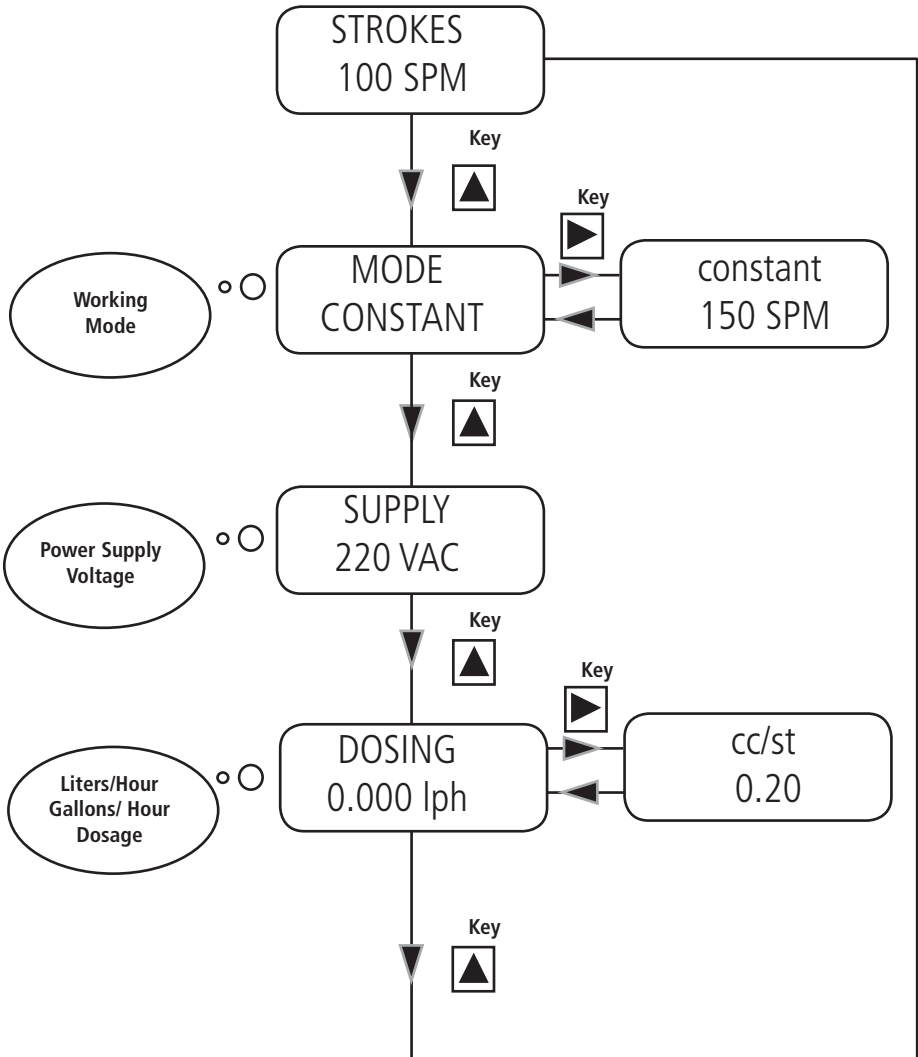 STROKES
100 SPM
Key
Key
Working
Mode
MODE
CONSTANT
constant
150 SPM
Key
Power Supply
Voltage
SUPPLY
220 VAC
Key
Key
Liters/Hour
Gallons/ Hour
Dosage
DOSING
0.000 lph
cc/st
0.20
Key